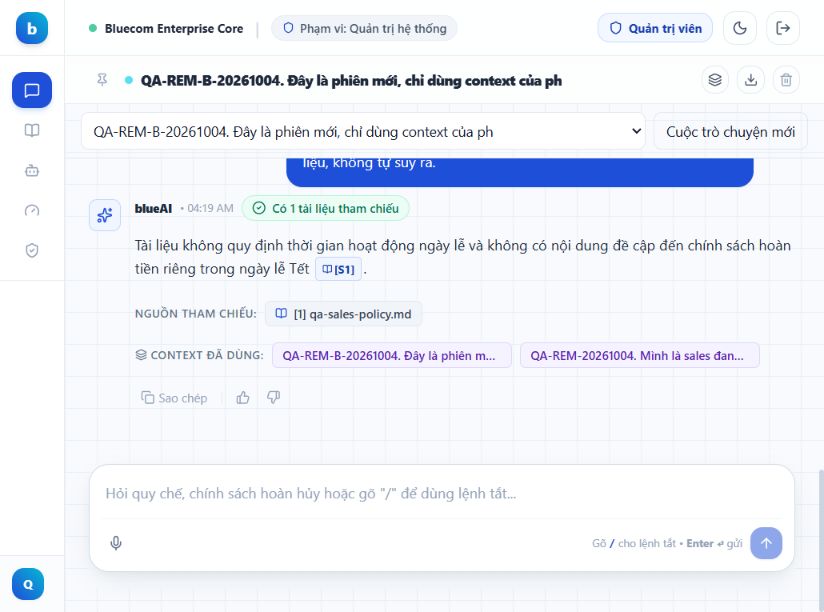 b
Bluecom Enterprise Core
Phạm vi: Quản trị hệ thống
Quản trị viên
QA-REM-B-20261004. Đây là phiên mới, chỉ dùng context của ph
QA-REM-B-20261004. Đây là phiên mới, chỉ dùng context của ph
Cuộc trò chuyện mới
liệu, không tự suy ra.
blueAI • 04:19 AM Có 1 tài liệu tham chiếu
Tài liệu không quy định thời gian hoạt động ngày lễ và không có nội dung đề cập đến chính sách hoàn
tiền riêng trong ngày lễ Tết [S1] .
NGUỒN THAM CHIẾU: [1] qa-sales-policy.md
CONTEXT ĐÃ DÙNG: QA-REM-B-20261004. Đây là phiên m... QA-REM-20261004. Mình là sales đan...
Sao chép
Hỏi quy chế, chính sách hoàn hủy hoặc gõ "/" để dùng lệnh tắt...
Gõ / cho lệnh tắt • Enter ↵ gửi
Q